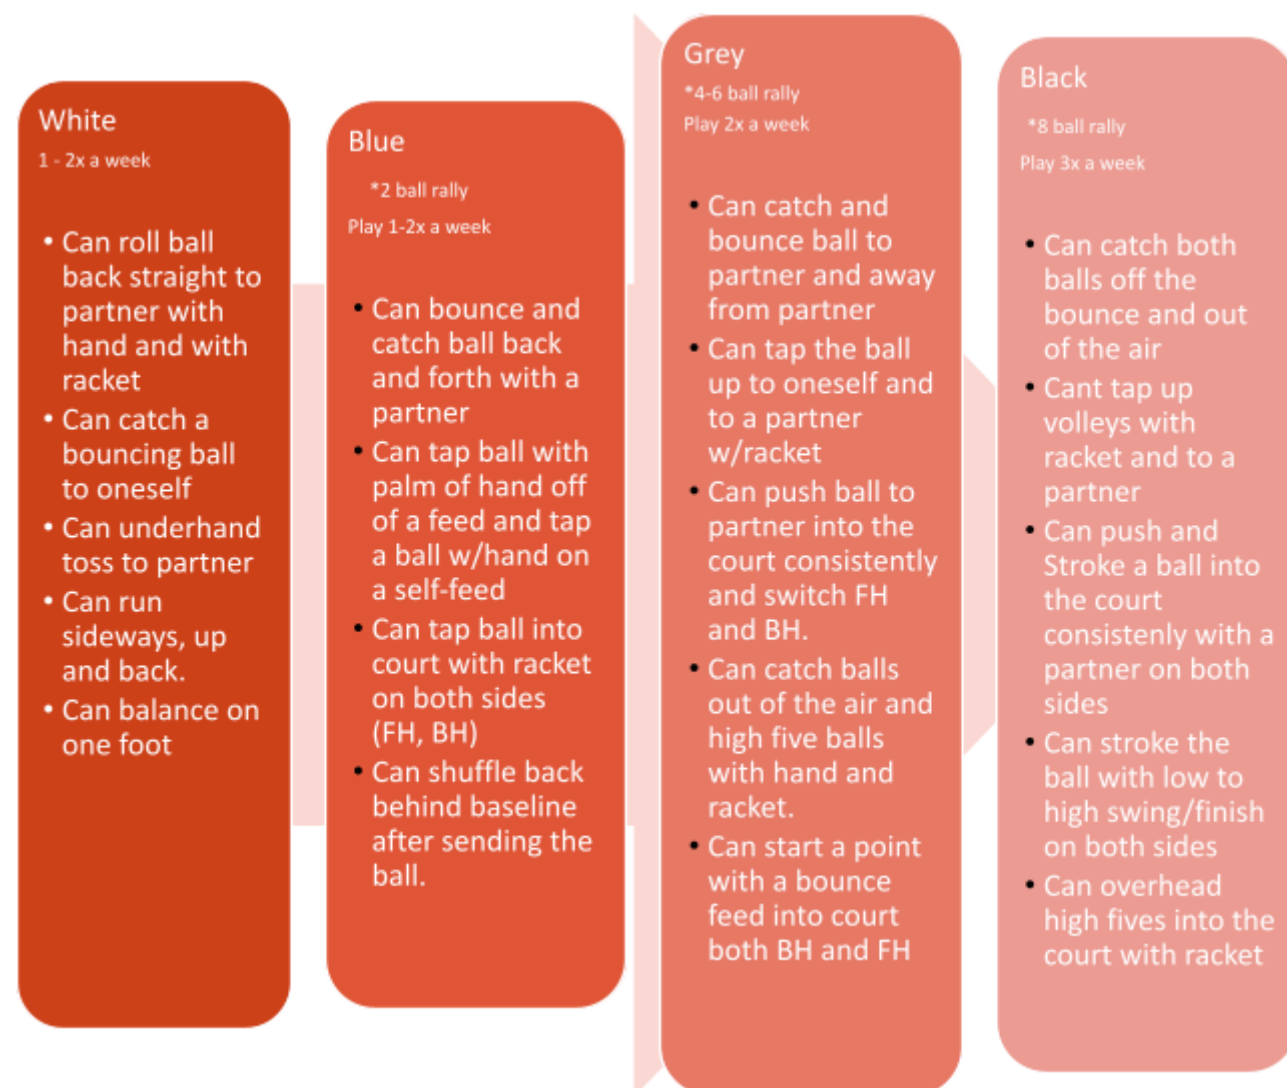 White
1 - 2x a week
• Can roll ball
back straight to
partner with
hand and with
racket
• Can catch a
bouncing ball
to oneself
• Can underhand
toss to partner
• Can run
sideways, up
and back.
• Can balance on
one foot
Blue
*2 ball rally
Play 1-2x a week
• Can bounce and
catch ball back
and forth with a
partner
• Can tap ball with
palm of hand off
of a feed and tap
a ball w/hand on
a self-feed
• Can tap ball into
court with racket
on both sides
(FH, BH)
• Can shuffle back
behind baseline
after sending the
ball.
Grey
*4-6 ball rally
Play 2x a week
• Can catch and
bounce ball to
partner and away
from partner
• Can tap the ball
up to oneself and
to a partner
w/racket
• Can push ball to
partner into the
court consistently
and switch FH
and BH.
• Can catch balls
out of the air and
high five balls
with hand and
racket.
• Can start a point
with a bounce
feed into court
both BH and FH
Black
*8 ball rally
Play 3x a week
• Can catch both
balls off the
bounce and out
of the air
• Cant tap up
volleys with
racket and to a
partner
• Can push and
Stroke a ball into
the court
consistenly with a
partner on both
sides
• Can stroke the
ball with low to
high swing/finish
on both sides
• Can overhead
high fives into the
court with racket